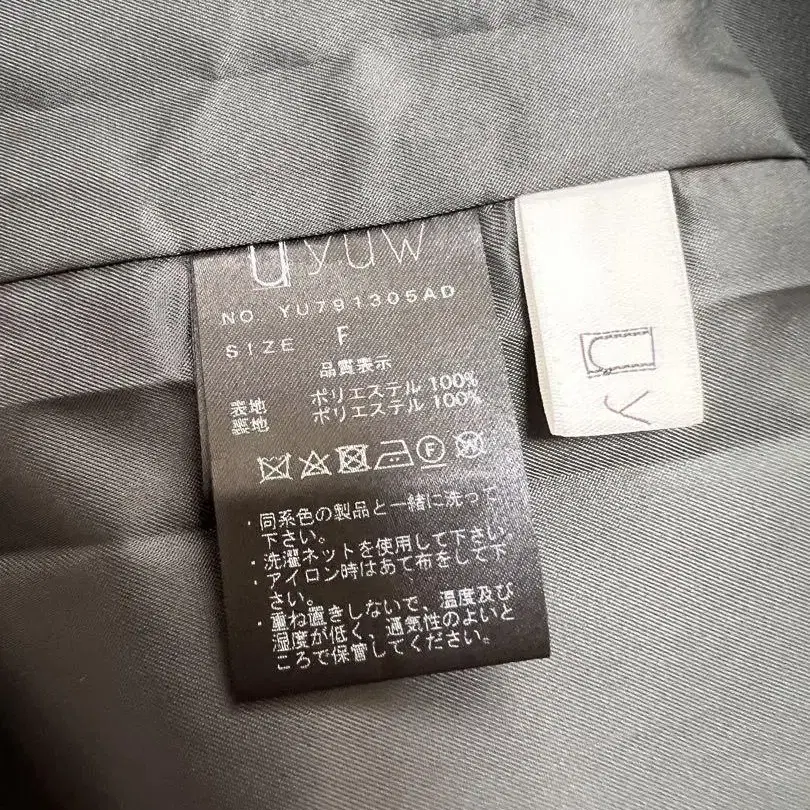 uyuw
NO YU791305AD
SIZE F
品質表示
表地 ポリエステル 100%
裏地 ポリエステル 100%
F
・同系色の製品と一緒に洗って
下さい。
・洗濯ネットを使用して下さい。
・アイロン時はあて布をして下
さい。
・重ね置きしないで、温度及び
湿度が低く、通気性のよいと
ころで保管してください。
uy